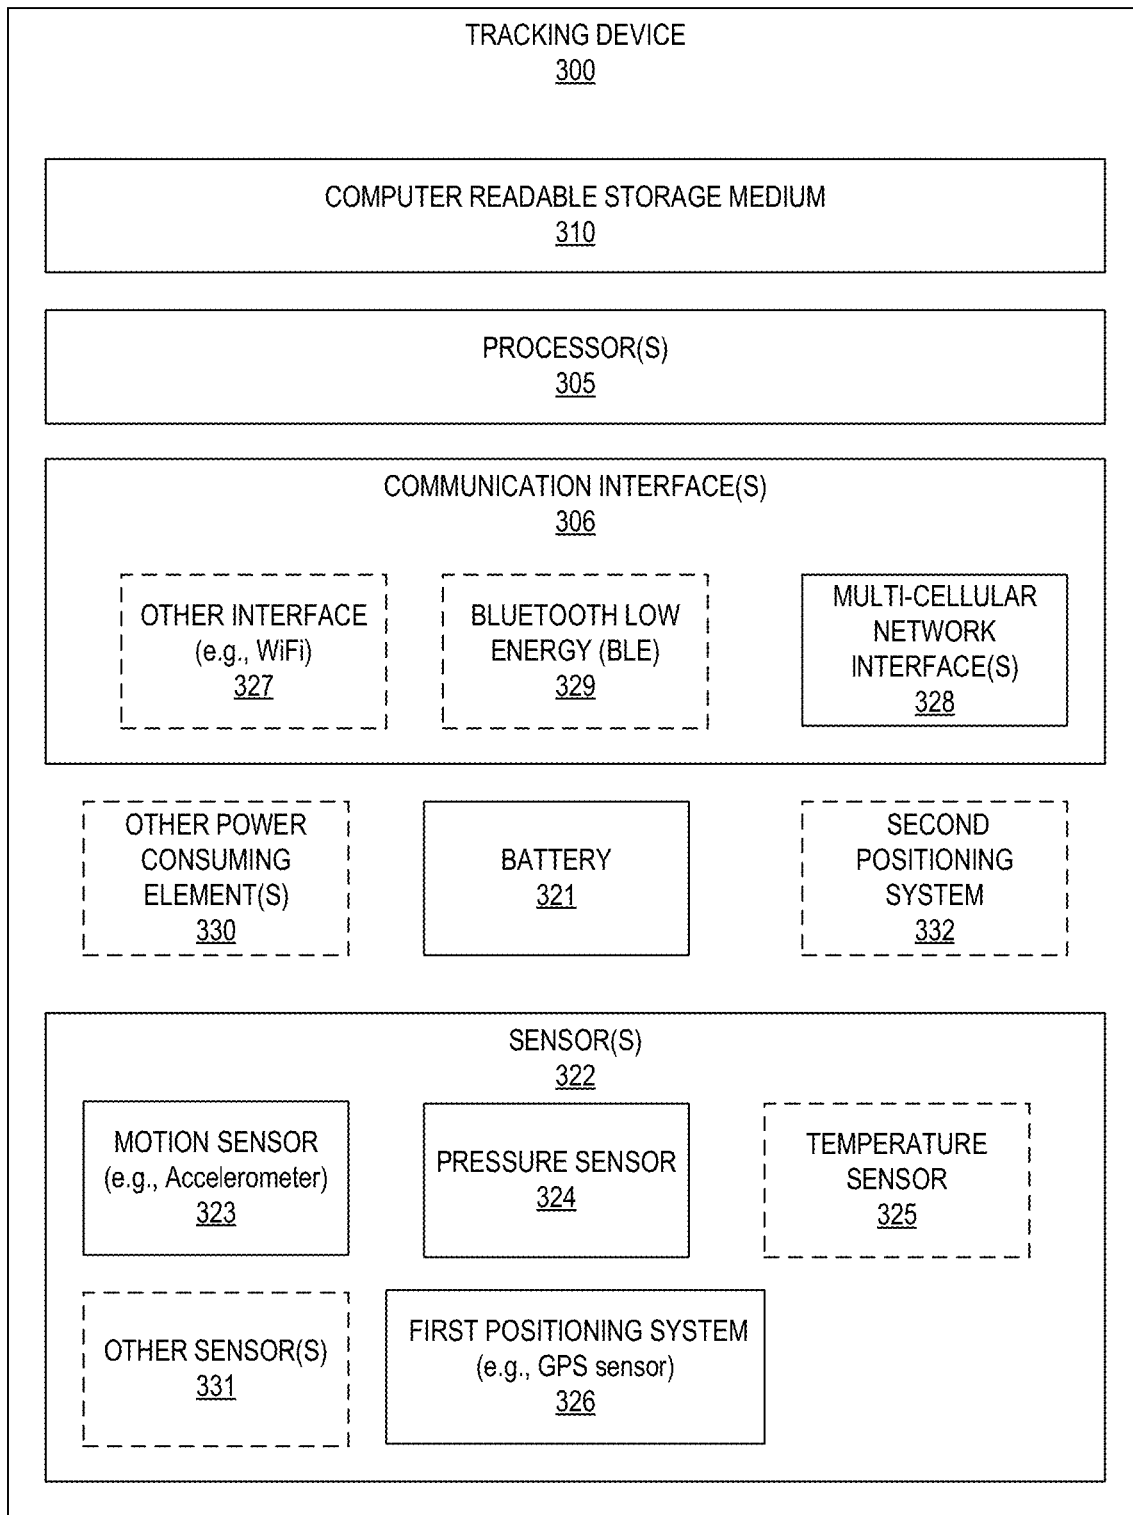 TRACKING DEVICE
300
COMPUTER READABLE STORAGE MEDIUM
310
PROCESSOR(S)
305
COMMUNICATION INTERFACE(S)
306
OTHER INTERFACE
(e.g., WiFi)
327
BLUETOOTH LOW
ENERGY (BLE)
329
MULTI-CELLULAR
NETWORK
INTERFACE(S)
328
OTHER POWER
CONSUMING
ELEMENT(S)
330
BATTERY
321
SECOND
POSITIONING
SYSTEM
332
SENSOR(S)
322
MOTION SENSOR
(e.g., Accelerometer)
323
PRESSURE SENSOR
324
TEMPERATURE
SENSOR
325
OTHER SENSOR(S)
331
FIRST POSITIONING SYSTEM
(e.g., GPS sensor)
326